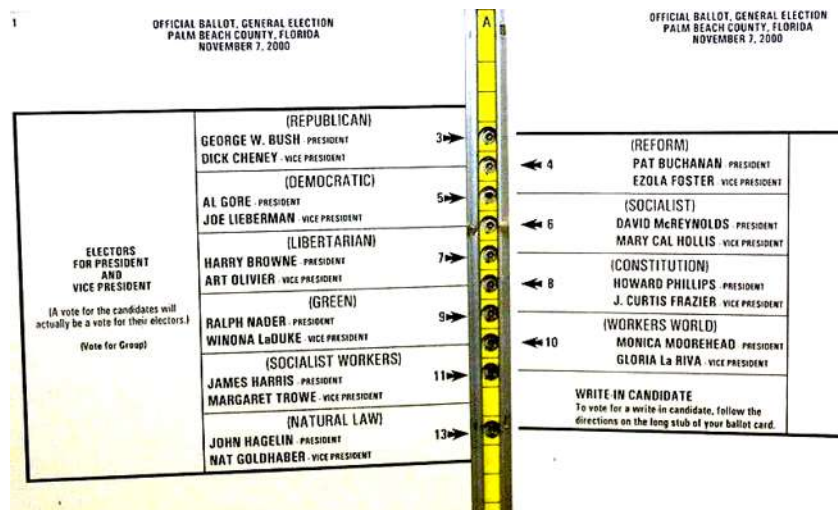 1
OFFICIAL BALLOT, GENERAL ELECTION
PALM BEACH COUNTY, FLORIDA
NOVEMBER 7, 2000
ELECTORS
FOR PRESIDENT
AND
VICE PRESIDENT
(A vote for the candidates will
actually be a vote for their electors.)
(Vote for Group)
(REPUBLICAN)
GEORGE W. BUSH - PRESIDENT
DICK CHENEY - VICE PRESIDENT
3
(DEMOCRATIC)
AL GORE - PRESIDENT
JOE LIEBERMAN - VICE PRESIDENT
5
(LIBERTARIAN)
HARRY BROWNE - PRESIDENT
ART OLIVIER - VICE PRESIDENT
7
(GREEN)
RALPH NADER - PRESIDENT
WINONA LaDUKE - VICE PRESIDENT
9
(SOCIALIST WORKERS)
JAMES HARRIS - PRESIDENT
MARGARET TROWE - VICE PRESIDENT
11
(NATURAL LAW)
JOHN HAGELIN - PRESIDENT
NAT GOLDHABER - VICE PRESIDENT
13
A
OFFICIAL BALLOT, GENERAL ELECTION
PALM BEACH COUNTY, FLORIDA
NOVEMBER 7, 2000
4
(REFORM)
PAT BUCHANAN - PRESIDENT
EZOLA FOSTER - VICE PRESIDENT
6
(SOCIALIST)
DAVID McREYNOLDS - PRESIDENT
MARY CAL HOLLIS - VICE PRESIDENT
8
(CONSTITUTION)
HOWARD PHILLIPS - PRESIDENT
J. CURTIS FRAZIER - VICE PRESIDENT
10
(WORKERS WORLD)
MONICA MOOREHEAD - PRESIDENT
GLORIA La RIVA - VICE PRESIDENT
WRITE-IN CANDIDATE
To vote for a write-in candidate, follow the
directions on the long stub of your ballot card.